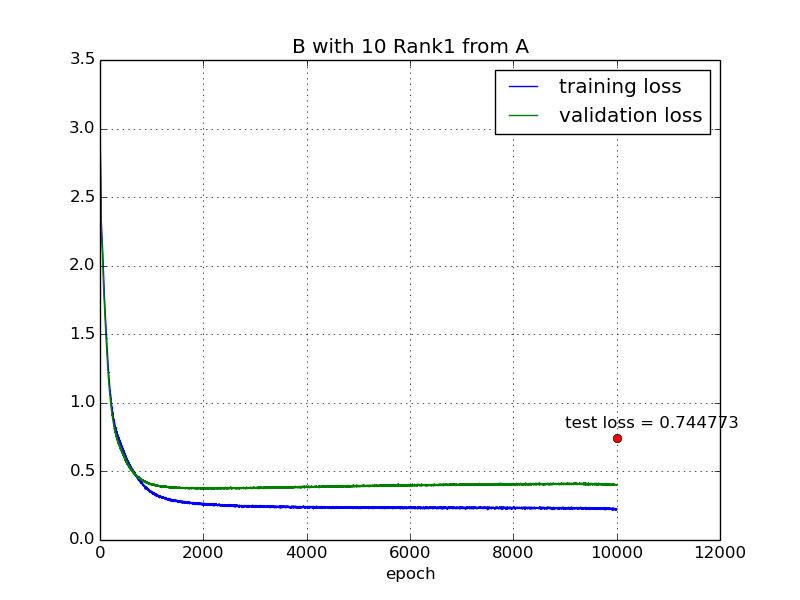 B with 10 Rank1 from A
3.5
3.0
2.5
2.0
1.5
1.0
0.5
0.0
training loss
validation loss
test loss = 0.744773
0 2000 4000 6000 8000 10000 12000
epoch